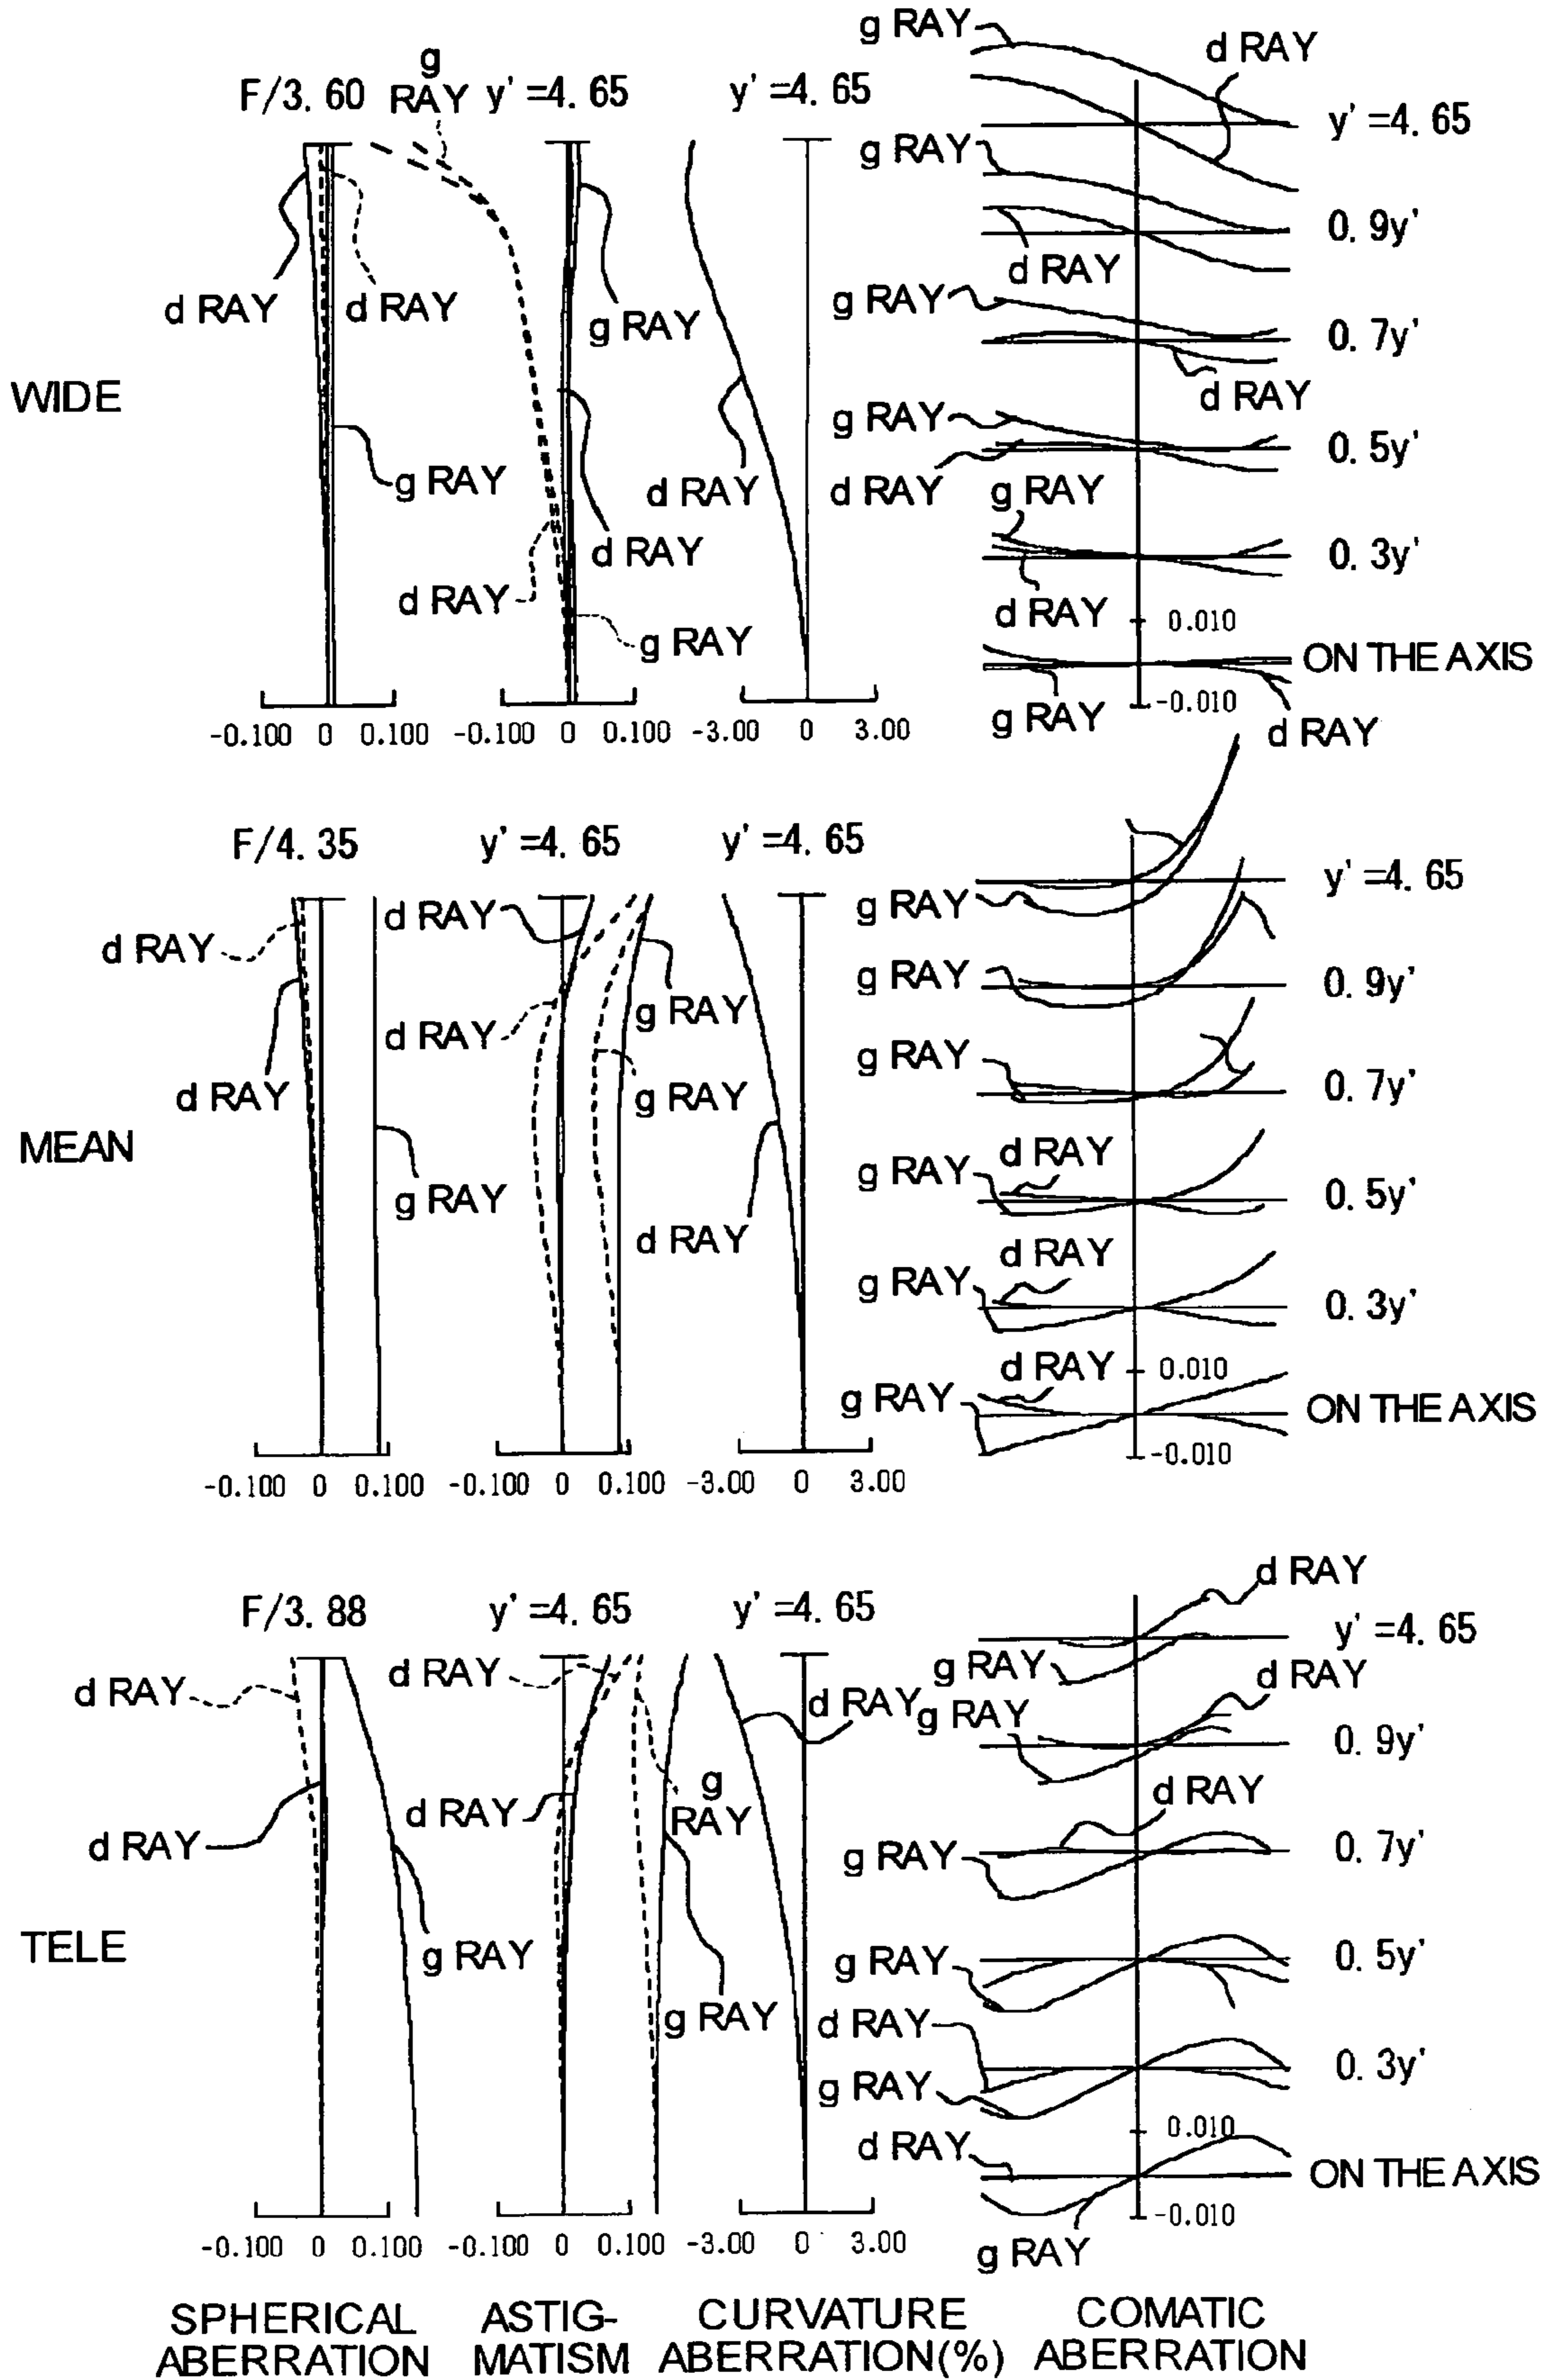 WIDE
F/3. 60
g
RAY
y' =4. 65
y' =4. 65
d RAY
d RAY
g RAY
g RAY
d RAY
d RAY
g RAY
d RAY
-0.100 0 0.100
-0.100 0 0.100
-3.00 0 3.00
g RAY
d RAY
y' =4. 65
g RAY
d RAY
0. 9y'
g RAY
d RAY
0. 7y'
g RAY
d RAY
0. 5y'
g RAY
d RAY
0. 3y'
0.010
ON THE AXIS
-0.010
g RAY
d RAY
MEAN
F/4. 35
y' =4. 65
y' =4. 65
d RAY
d RAY
g RAY
d RAY
d RAY
g RAY
g RAY
d RAY
-0.100 0 0.100
-0.100 0 0.100
-3.00 0 3.00
g RAY
y' =4. 65
g RAY
0. 9y'
g RAY
0. 7y'
g RAY
d RAY
0. 5y'
g RAY
d RAY
0. 3y'
g RAY
d RAY
0.010
ON THE AXIS
-0.010
TELE
F/3. 88
y' =4. 65
y' =4. 65
d RAY
d RAY
g RAY
d RAY
d RAY
g
RAY
g RAY
d RAY
-0.100 0 0.100
-0.100 0 0.100
-3.00 0 3.00
d RAY
g RAY
y' =4. 65
d RAY
g RAY
0. 9y'
d RAY
g RAY
0. 7y'
g RAY
0. 5y'
d RAY
g RAY
0. 3y'
0.010
d RAY
ON THE AXIS
-0.010
g RAY
SPHERICAL
ABERRATION
ASTIG-
MATISM
CURVATURE
ABERRATION(%)
COMATIC
ABERRATION